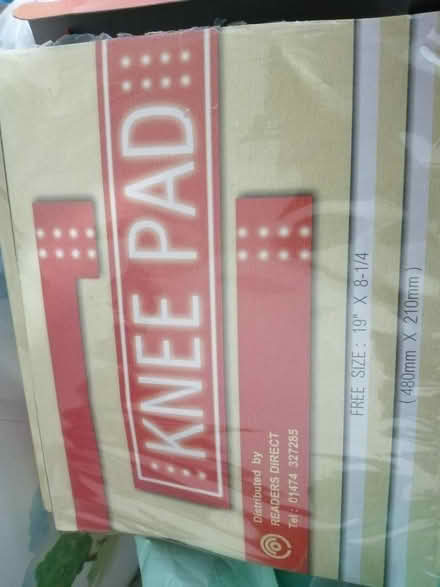 KNEE PAD
Distributed by
READERS DIRECT
Tel : 01474 327285
FREE SIZE : 19" X 8-1/4
( 480mm X 210mm )